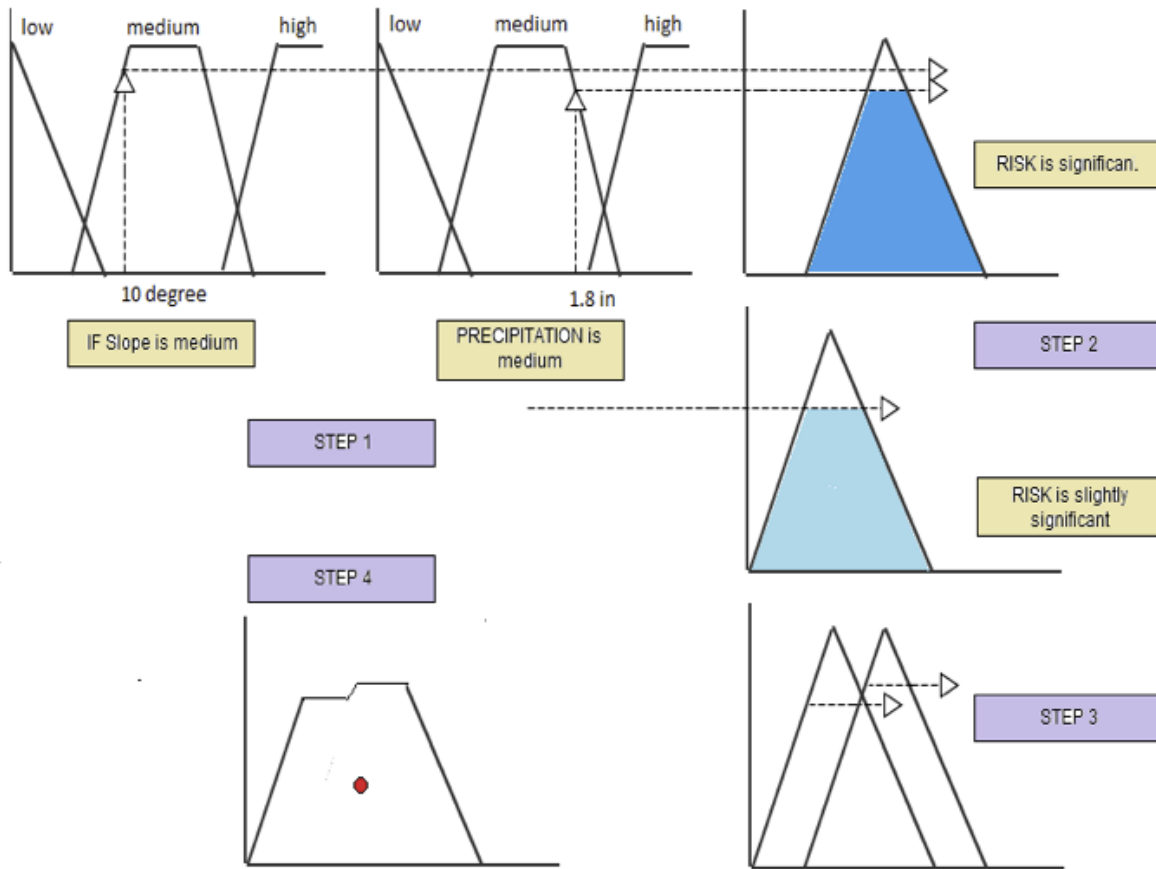 low
medium
high
low
medium
high
10 degree
1.8 in
RISK is significan.
IF Slope is medium
PRECIPITATION is
medium
STEP 2
STEP 1
RISK is slightly
significant
STEP 4
STEP 3